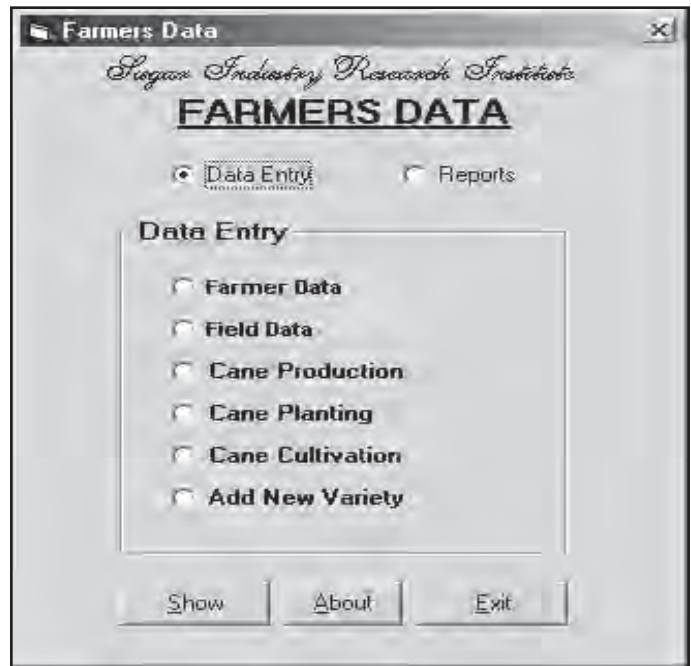 Farmers Data
Sugar Industry Research Institute
FARMERS DATA
Data Entry Reports
Data Entry
Farmer Data
Field Data
Cane Production
Cane Planting
Cane Cultivation
Add New Variety
Show About Exit